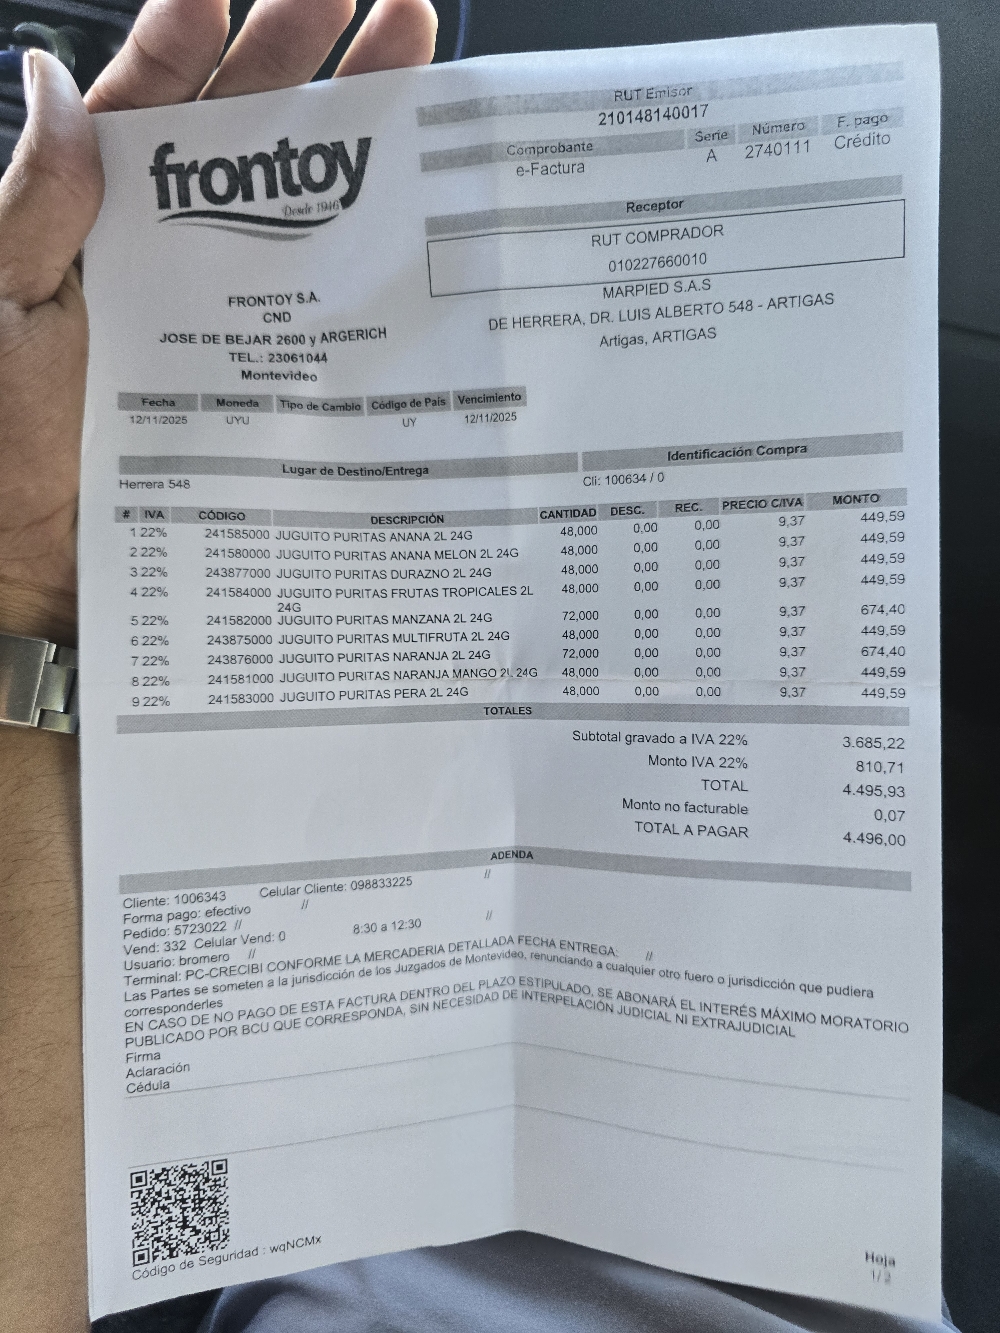 frontoy
Desde 1946
RUT Emisor
210148140017
Comprobante Serie Número F. pago
e-Factura A 2740111 Crédito
Receptor
RUT COMPRADOR
010227660010
MARPIED S.A.S
DE HERRERA, DR. LUIS ALBERTO 548 - ARTIGAS
Artigas, ARTIGAS
FRONTOY S.A.
CND
JOSE DE BEJAR 2600 y ARGERICH
TEL.: 23061044
Montevideo
Fecha Moneda Tipo de Cambio Código de País Vencimiento
12/11/2025 UYU UY 12/11/2025
Lugar de Destino/Entrega Identificación Compra
Herrera 548 Cli: 100634 / 0
# IVA CÓDIGO DESCRIPCIÓN CANTIDAD DESC. REC. PRECIO C/IVA MONTO
1 22% 241585000 JUGUITO PURITAS ANANA 2L 24G 48,000 0,00 0,00 9,37 449,59
2 22% 241580000 JUGUITO PURITAS ANANA MELON 2L 24G 48,000 0,00 0,00 9,37 449,59
3 22% 243877000 JUGUITO PURITAS DURAZNO 2L 24G 48,000 0,00 0,00 9,37 449,59
4 22% 241584000 JUGUITO PURITAS FRUTAS TROPICALES 2L 48,000 0,00 0,00 9,37 449,59
24G
5 22% 241582000 JUGUITO PURITAS MANZANA 2L 24G 72,000 0,00 0,00 9,37 674,40
6 22% 243875000 JUGUITO PURITAS MULTIFRUTA 2L 24G 48,000 0,00 0,00 9,37 449,59
7 22% 243876000 JUGUITO PURITAS NARANJA 2L 24G 72,000 0,00 0,00 9,37 674,40
8 22% 241581000 JUGUITO PURITAS NARANJA MANGO 2L 24G 48,000 0,00 0,00 9,37 449,59
9 22% 241583000 JUGUITO PURITAS PERA 2L 24G 48,000 0,00 0,00 9,37 449,59
TOTALES
Subtotal gravado a IVA 22% 3.685,22
Monto IVA 22% 810,71
TOTAL 4.495,93
Monto no facturable 0,07
TOTAL A PAGAR 4.496,00
ADENDA
Cliente: 1006343 Celular Cliente: 098833225 //
Forma pago: efectivo //
Pedido: 5723022 //
Vend: 332 Celular Vend: 0 8:30 a 12:30 //
Usuario: bromero //
Terminal: PC-CRECIBI CONFORME LA MERCADERIA DETALLADA FECHA ENTREGA: //
Las Partes se someten a la jurisdicción de los Juzgados de Montevideo, renunciando a cualquier otro fuero o jurisdicción que pudiera
corresponderles
EN CASO DE NO PAGO DE ESTA FACTURA DENTRO DEL PLAZO ESTIPULADO, SE ABONARÁ EL INTERÉS MÁXIMO MORATORIO
PUBLICADO POR BCU QUE CORRESPONDA, SIN NECESIDAD DE INTERPELACIÓN JUDICIAL NI EXTRAJUDICIAL
Firma
Aclaración
Cédula
Código de Seguridad : wqNCMx
Hoja
1/ 2